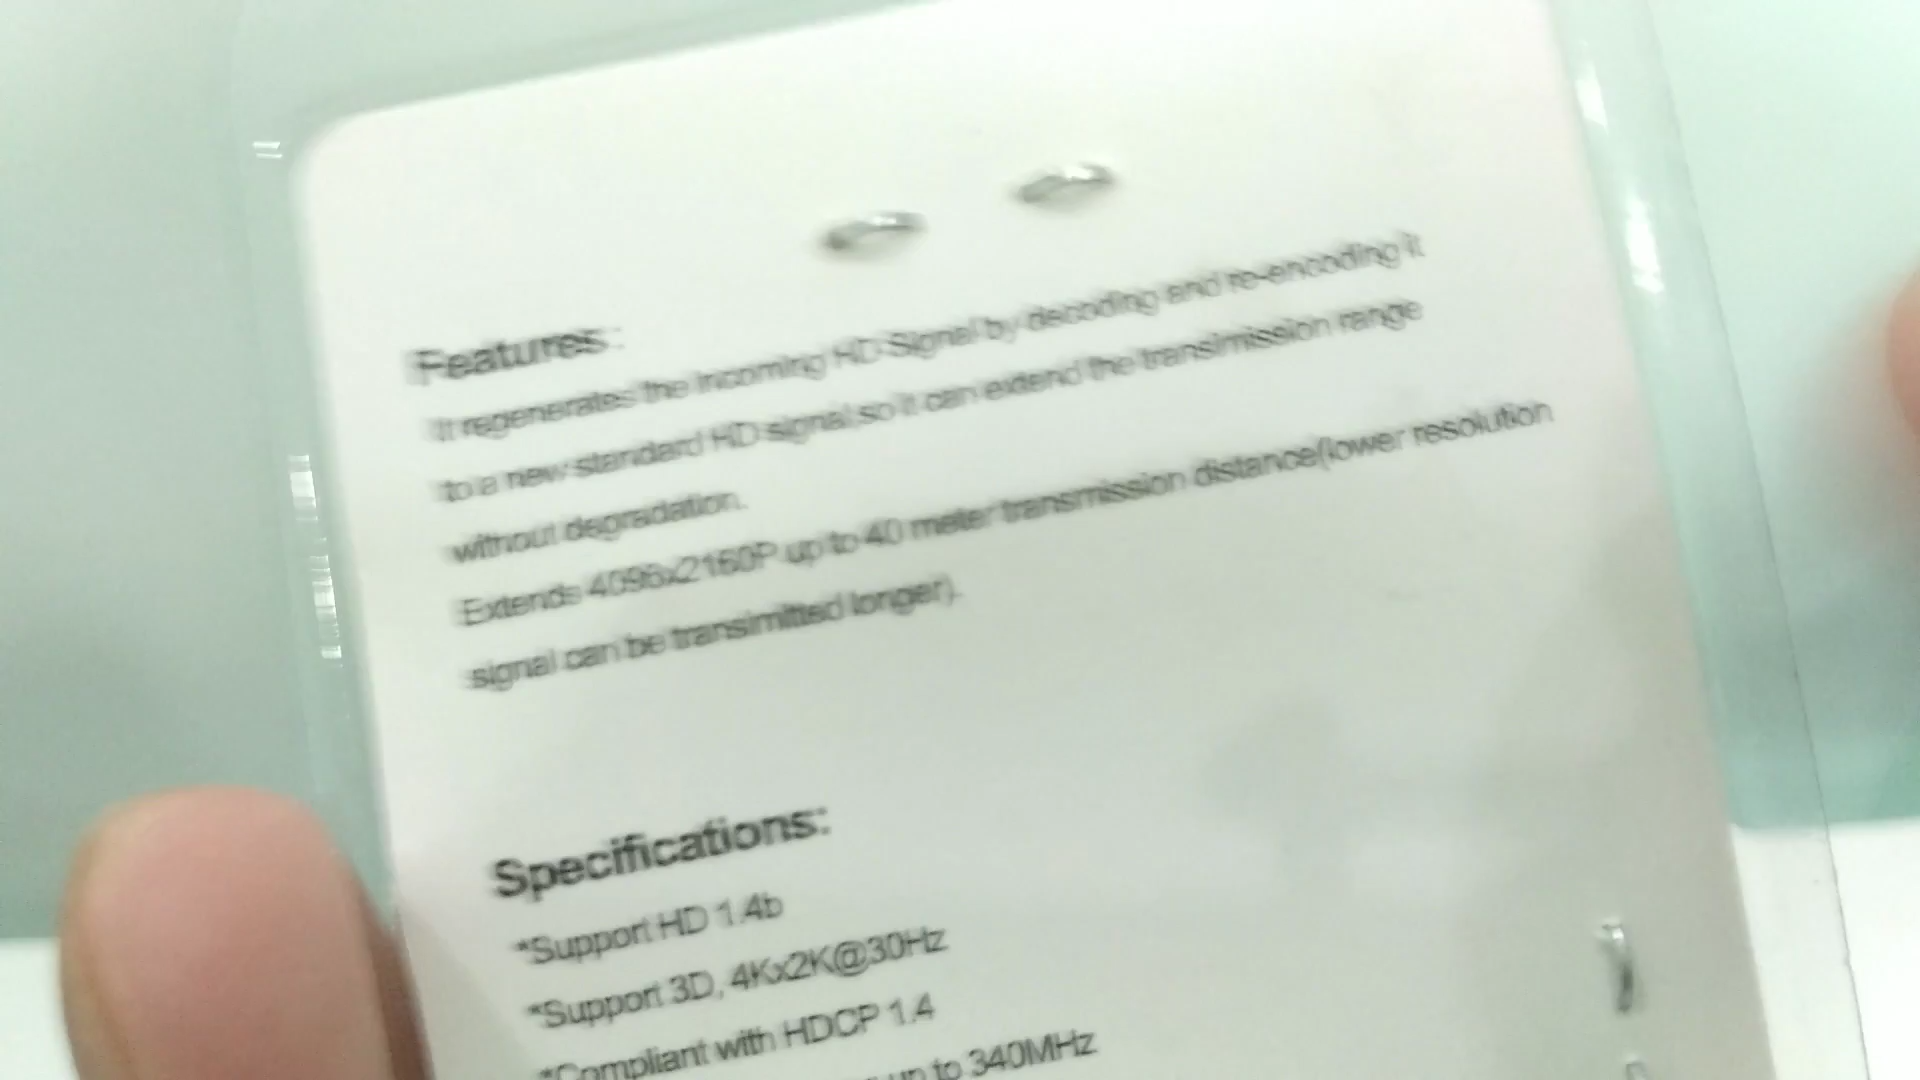 Features:
It regenerates the incoming HD Signal by decoding and re-encoding it
to a new standard HD signal,so it can extend the transimission range
without degradation.
Extends 4096x2160P up to 40 meter transmission distance(lower resolution
signal can be transimitted longer).
Specifications:
*Support HD 1.4b
*Support 3D, 4Kx2K@30Hz
*Compliant with HDCP 1.4
up to 340MHz